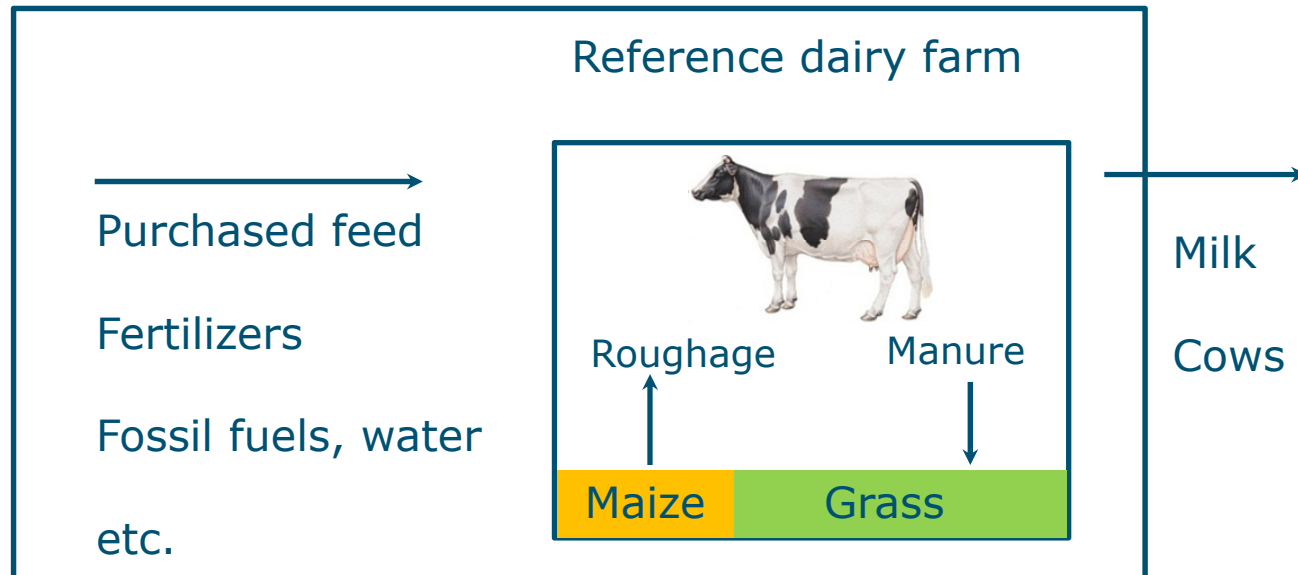 Reference dairy farm
Purchased feed
Fertilizers
Fossil fuels, water
etc.
Roughage
Manure
Maize
Grass
Milk
Cows